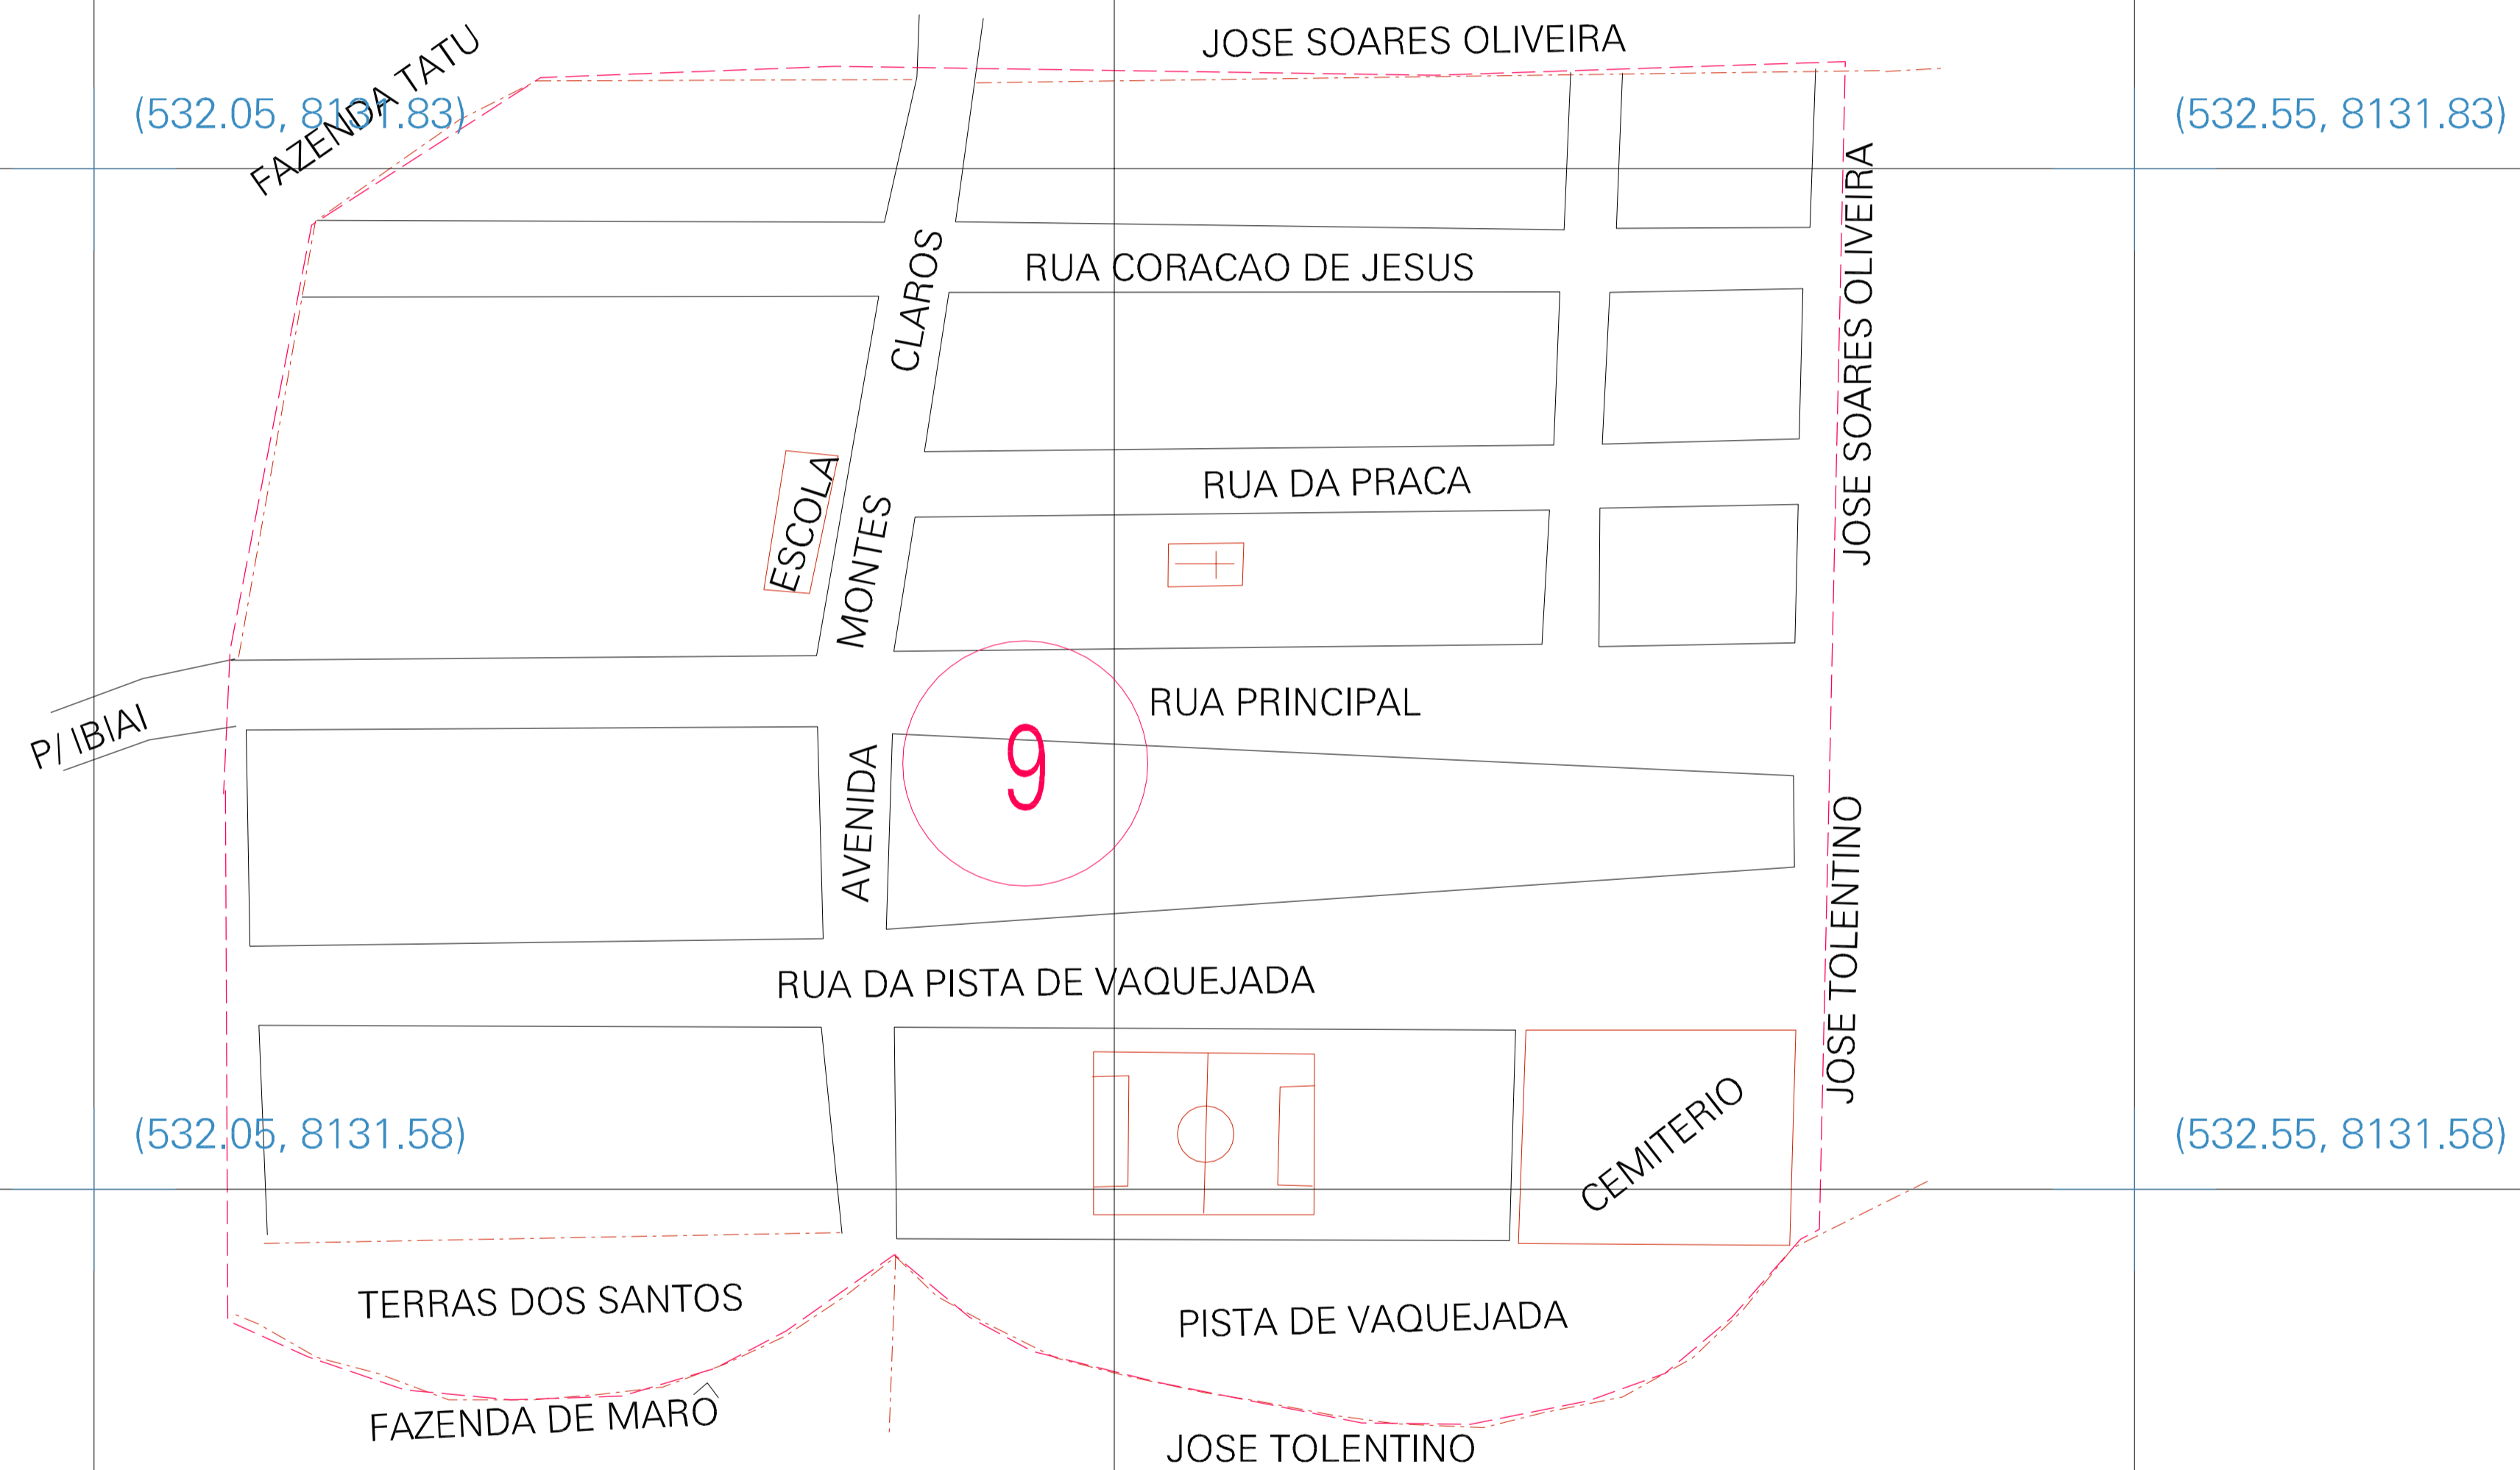 JOSE SOARES OLIVEIRA
FAZENDA TATU
(532.05, 8131.83)
(532.55, 8131.83)
JOSE SOARES OLIVEIRA
RUA CORACAO DE JESUS
CLAROS
RUA DA PRACA
ESCOLA
MONTES
RUA PRINCIPAL
P/ IBIAI
9
AVENIDA
JOSE TOLENTINO
RUA DA PISTA DE VAQUEJADA
(532.05, 8131.58)
CEMITERIO
(532.55, 8131.58)
TERRAS DOS SANTOS
PISTA DE VAQUEJADA
FAZENDA DE MARÔ
JOSE TOLENTINO